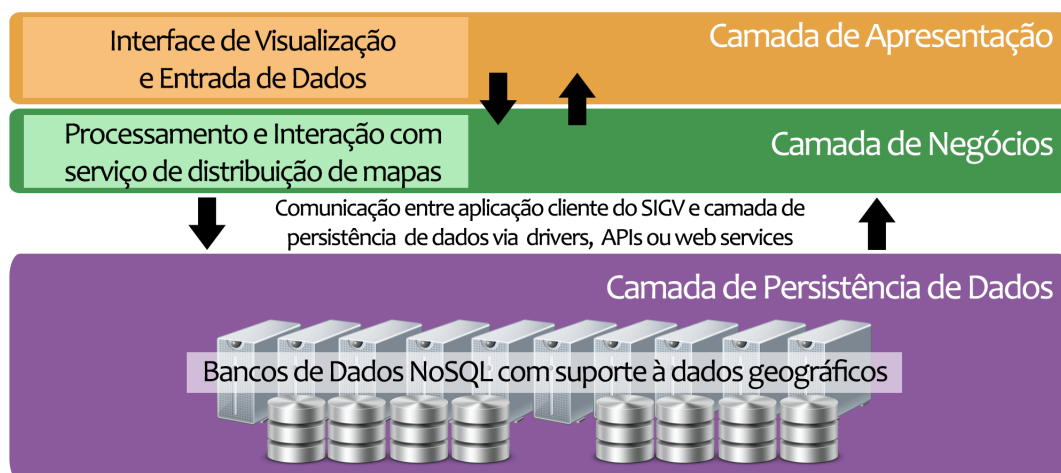 Interface de Visualização
e Entrada de Dados
Camada de Apresentação
Processamento e Interação com
serviço de distribuição de mapas
Camada de Negócios
Comunicação entre aplicação cliente do SIGV e camada de
persistência de dados via drivers, APIs ou web services
Camada de Persistência de Dados
Bancos de Dados NoSQL com suporte à dados geográficos